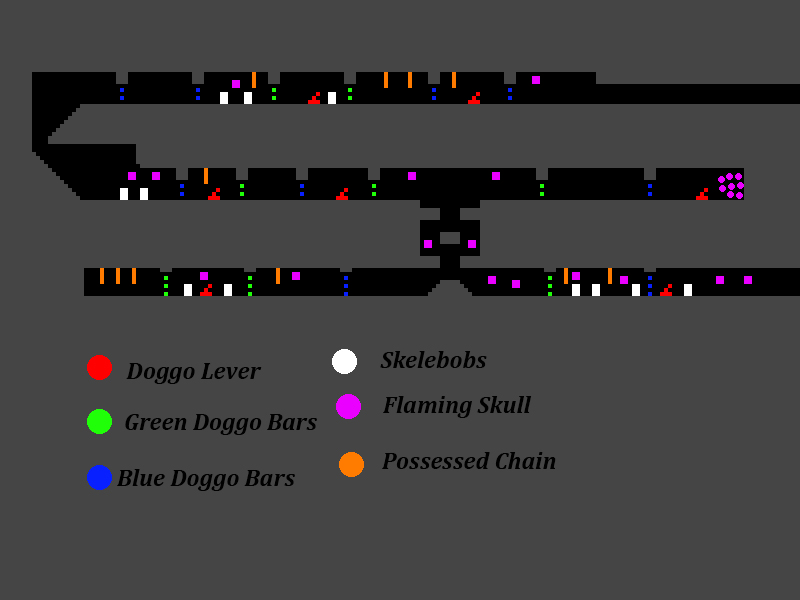 Doggo Lever
Skelebobs
Green Doggo Bars
Flaming Skull
Blue Doggo Bars
Possessed Chain